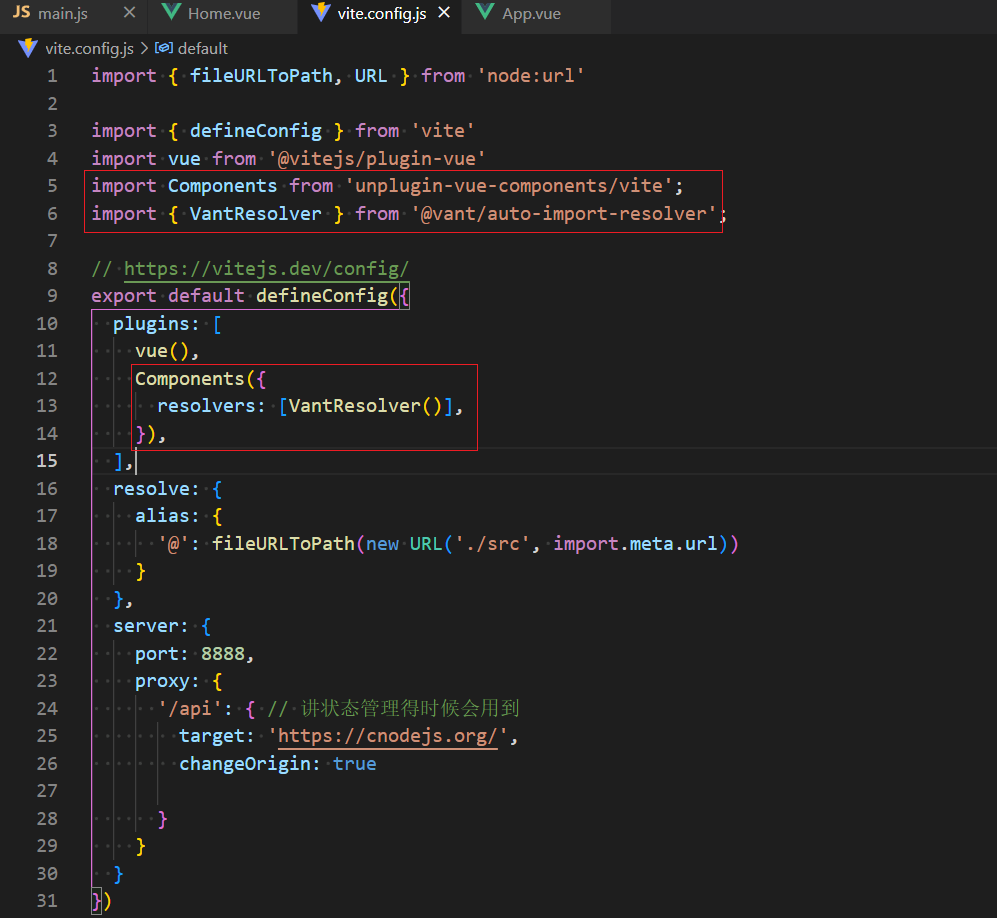 JS main.js × Home.vue vite.config.js × App.vue
vite.config.js > default
1 import { fileURLToPath, URL } from 'node:url'
2
3 import { defineConfig } from 'vite'
4 import vue from '@vitejs/plugin-vue'
5 import Components from 'unplugin-vue-components/vite';
6 import { VantResolver } from '@vant/auto-import-resolver';
7
8 // https://vitejs.dev/config/
9 export default defineConfig({
10   plugins: [
11     vue(),
12     Components({
13       resolvers: [VantResolver()],
14     }),
15   ],
16   resolve: {
17     alias: {
18       '@': fileURLToPath(new URL('./src', import.meta.url))
19     }
20   },
21   server: {
22     port: 8888,
23     proxy: {
24       '/api': { // 讲状态管理得时候会用到
25         target: 'https://cnodejs.org/',
26         changeOrigin: true
27
28       }
29     }
30   }
31 })